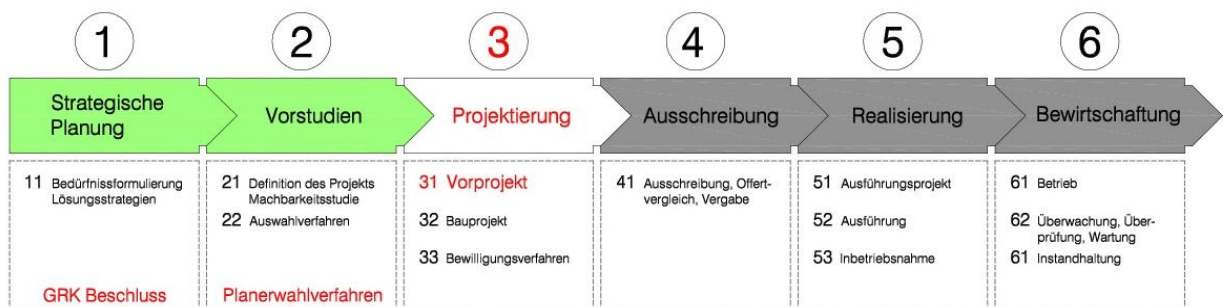 1
2
3
4
5
6
Strategische
Planung
Vorstudien
Projektierung
Ausschreibung
Realisierung
Bewirtschaftung
11 Bedürfnissformulierung
Lösungsstrategien
GRK Beschluss
21 Definition des Projekts
Machbarkeitsstudie
22 Auswahlverfahren
Planerwahlverfahren
31 Vorprojekt
32 Bauprojekt
33 Bewilligungsverfahren
41 Ausschreibung, Offert-
vergleich, Vergabe
51 Ausführungsprojekt
52 Ausführung
53 Inbetriebsnahme
61 Betrieb
62 Überwachung, Über-
prüfung, Wartung
61 Instandhaltung